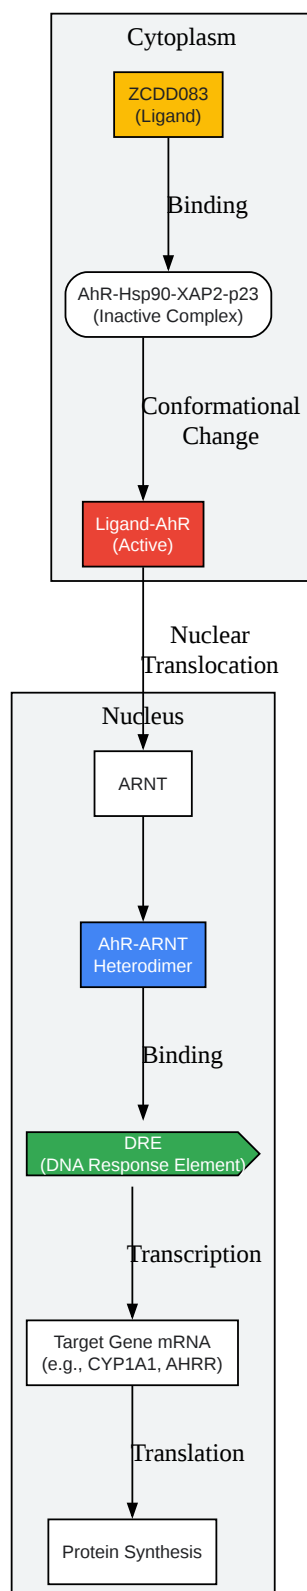 Cytoplasm
ZCDD083
(Ligand)
Binding
AhR-Hsp90-XAP2-p23
(Inactive Complex)
Conformational
Change
Ligand-AhR
(Active)
Nuclear
Translocation
Nucleus
ARNT
AhR-ARNT
Heterodimer
Binding
DRE
(DNA Response Element)
Transcription
Target Gene mRNA
(e.g., CYP1A1, AHRR)
Translation
Protein Synthesis